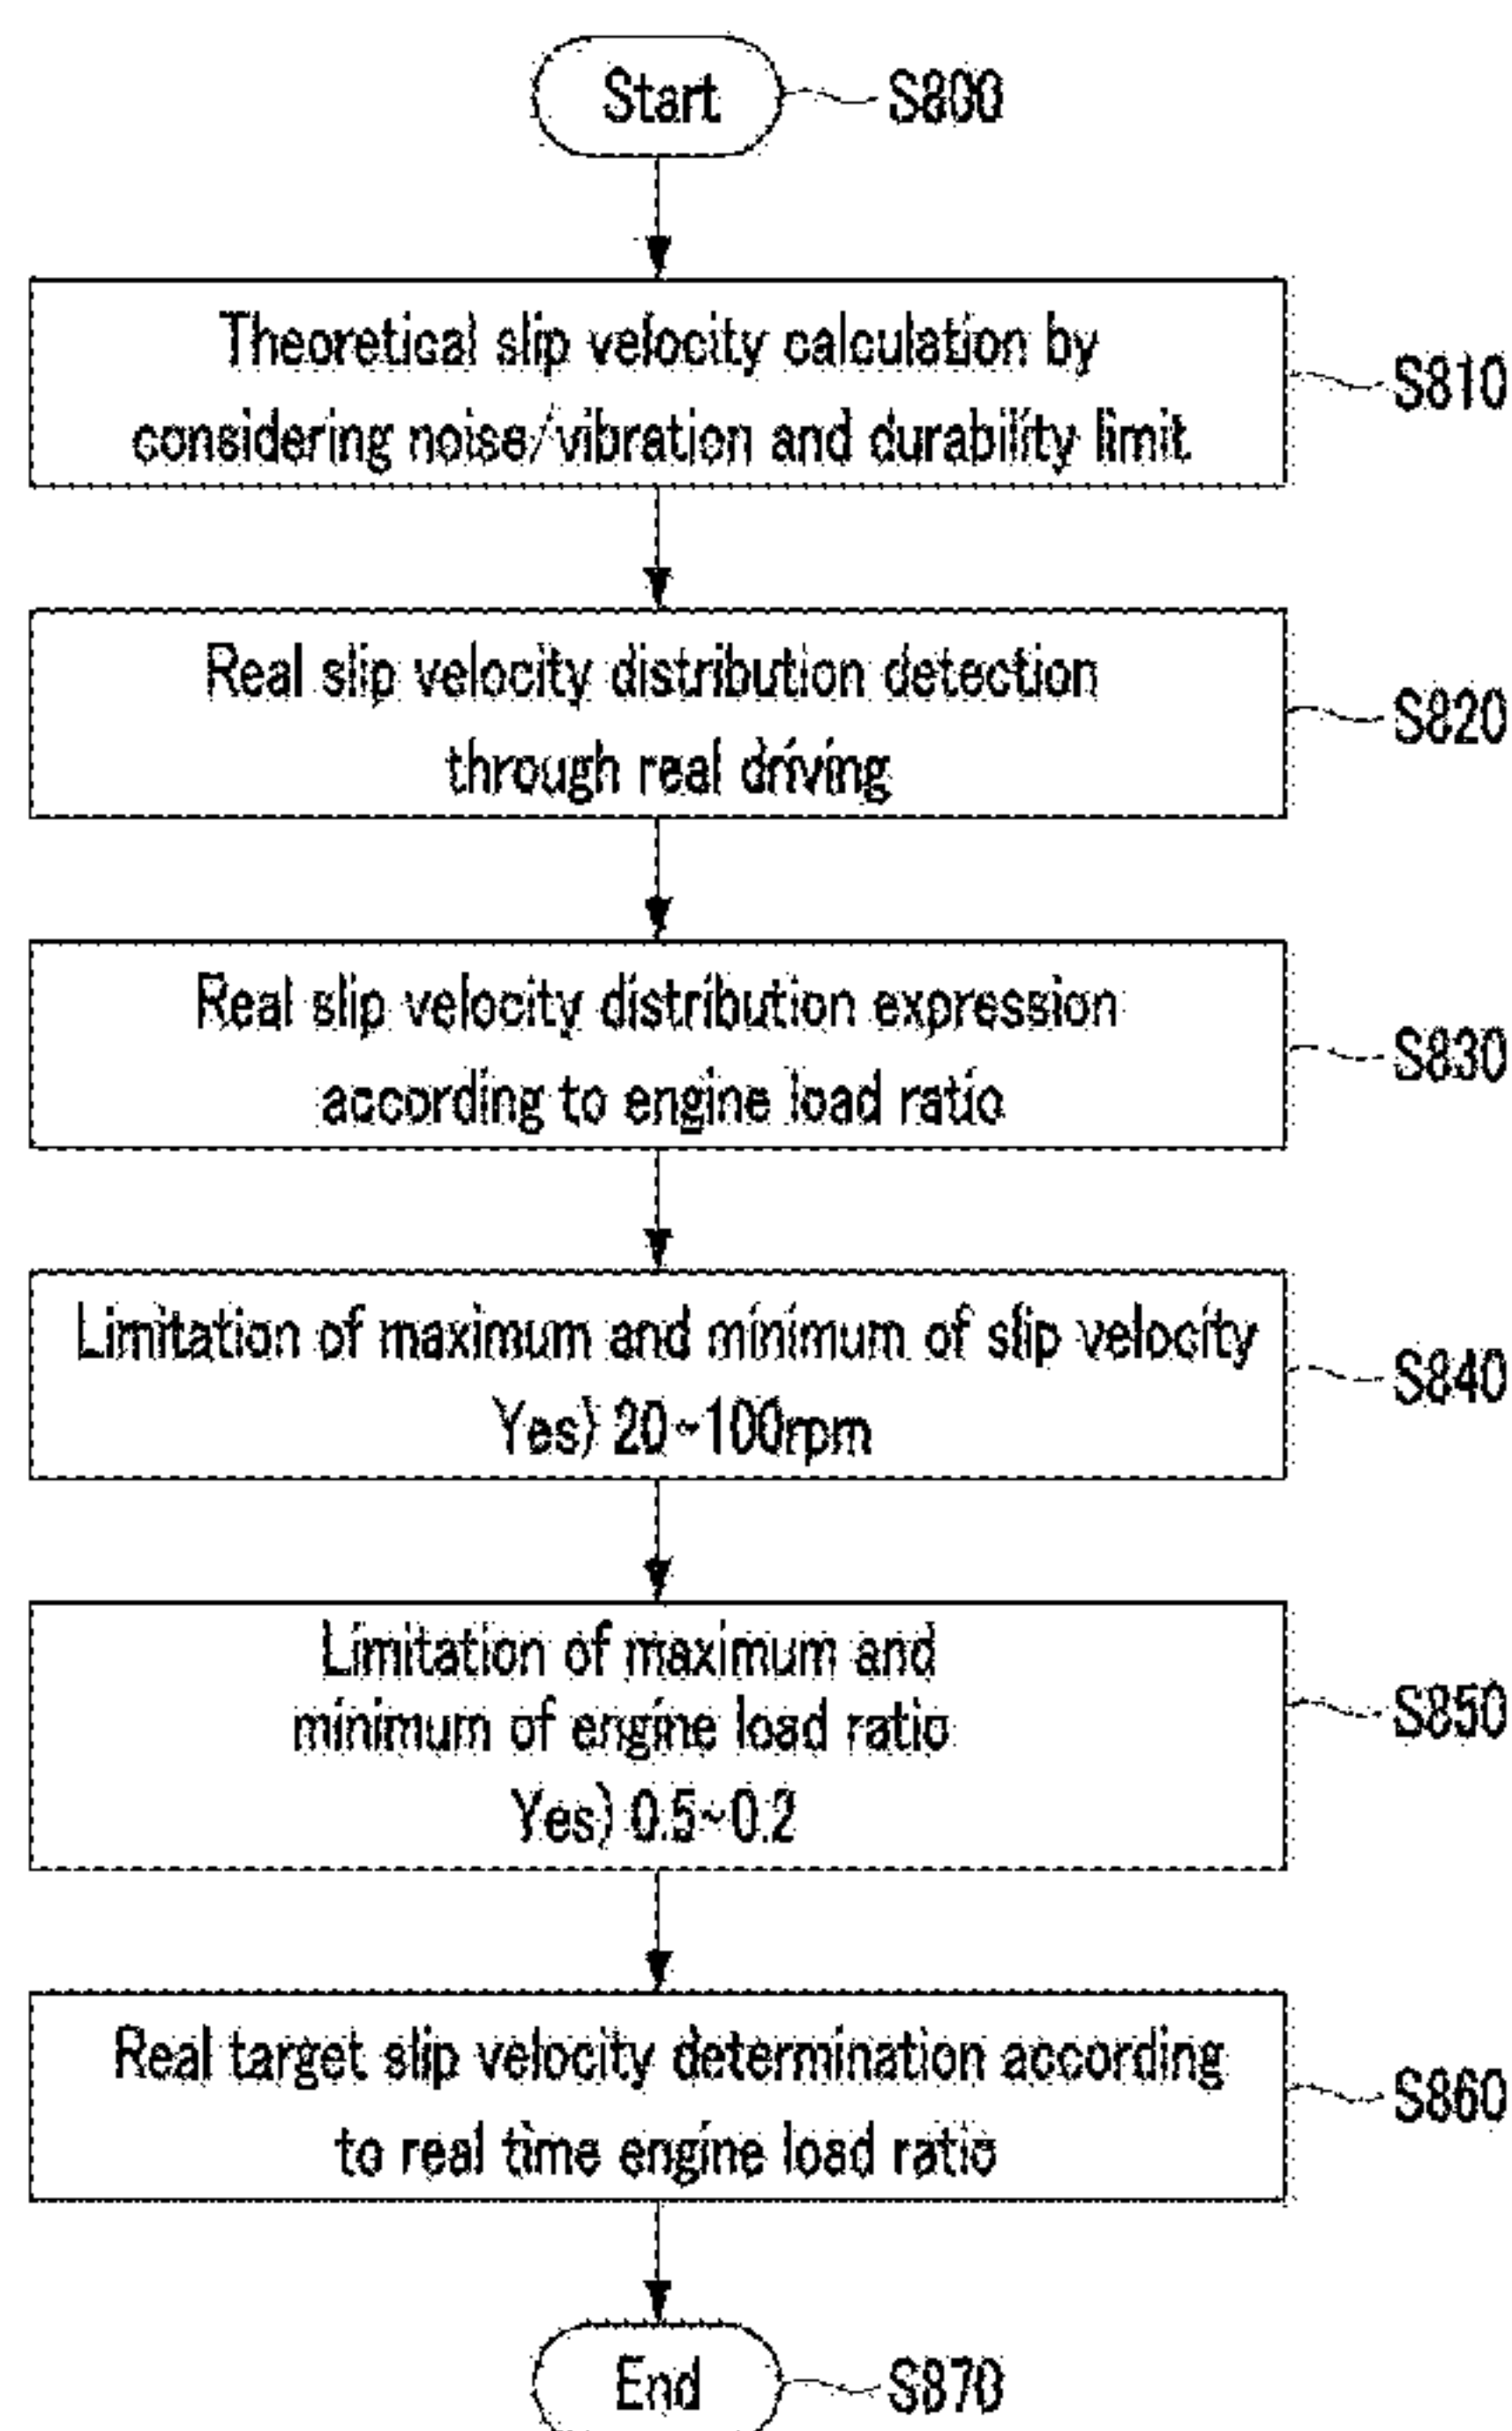 Start
S800
Theoretical slip velocity calculation by
considering noise/vibration and durability limit
S810
Real slip velocity distribution detection
through real driving
S820
Real slip velocity distribution expression
according to engine load ratio
S830
Limitation of maximum and minimum of slip velocity
Yes) 20~100rpm
S840
Limitation of maximum and
minimum of engine load ratio
Yes) 0.5~0.2
S850
Real target slip velocity determination according
to real time engine load ratio
S860
End
S870